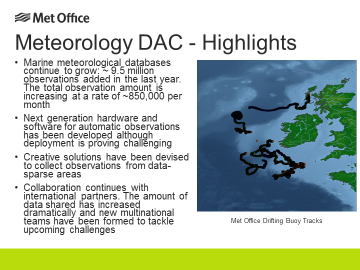 Met Office
Meteorology DAC - Highlights
• Marine meteorological databases
continue to grow: ~ 9.5 million
observations added in the last year.
The total observation amount is
increasing at a rate of ~850,000 per
month
• Next generation hardware and
software for automatic observations
has been developed although
deployment is proving challenging
• Creative solutions have been devised
to collect observations from data-
sparse areas
• Collaboration continues with
international partners. The amount of
data shared has increased
dramatically and new multinational
teams have been formed to tackle
upcoming challenges
Met Office Drifting Buoy Tracks